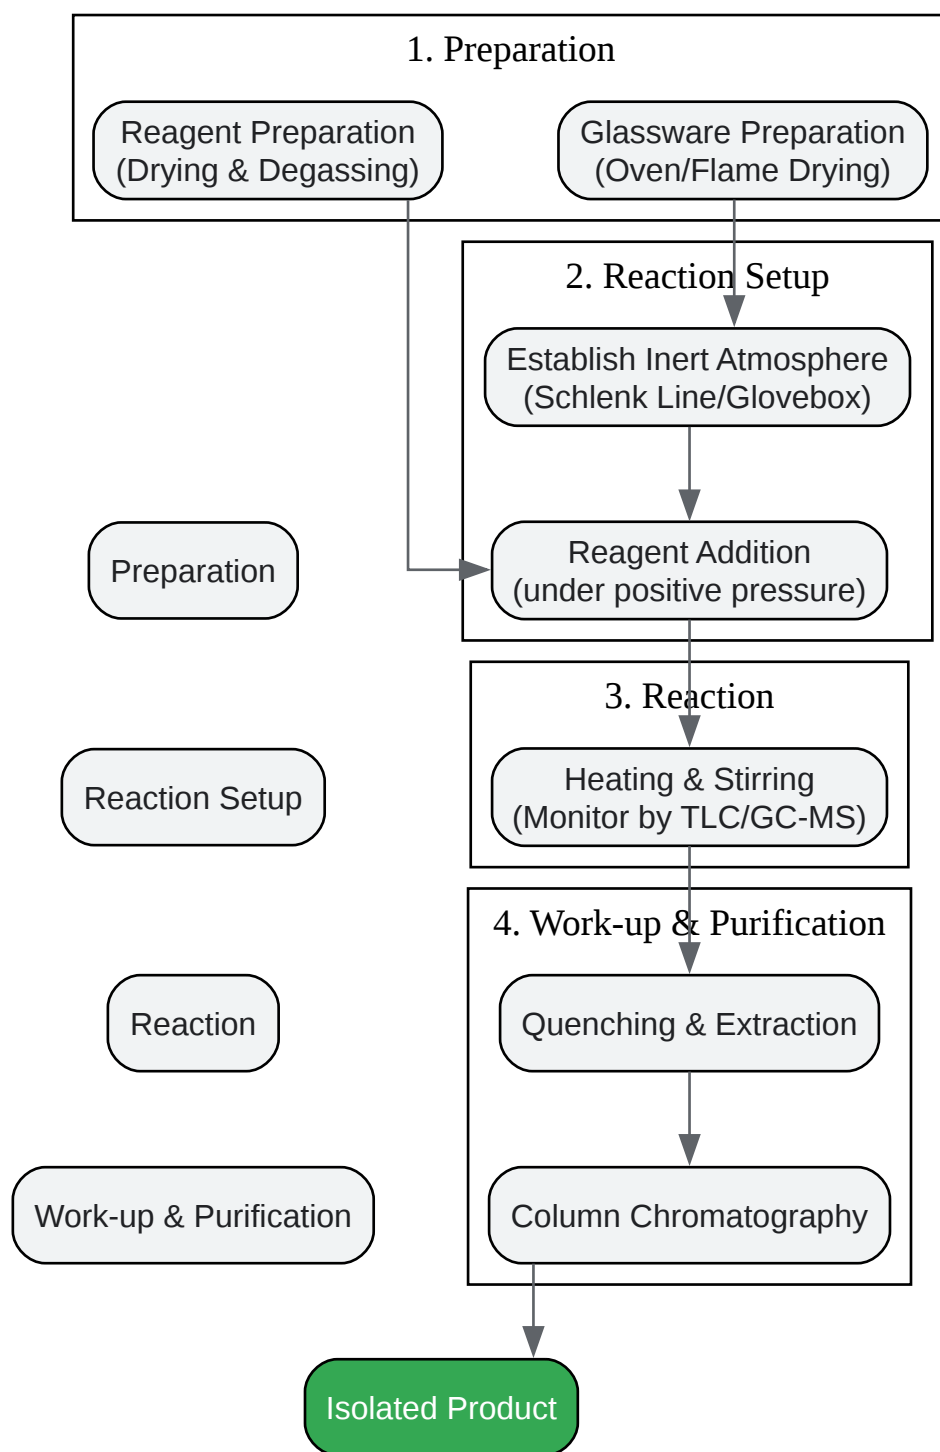 1. Preparation
Reagent Preparation
(Drying & Degassing)
Glassware Preparation
(Oven/Flame Drying)
2. Reaction Setup
Establish Inert Atmosphere
(Schlenk Line/Glovebox)
Preparation
Reagent Addition
(under positive pressure)
3. Reaction
Reaction Setup
Heating & Stirring
(Monitor by TLC/GC-MS)
4. Work-up & Purification
Reaction
Quenching & Extraction
Work-up & Purification
Column Chromatography
Isolated Product